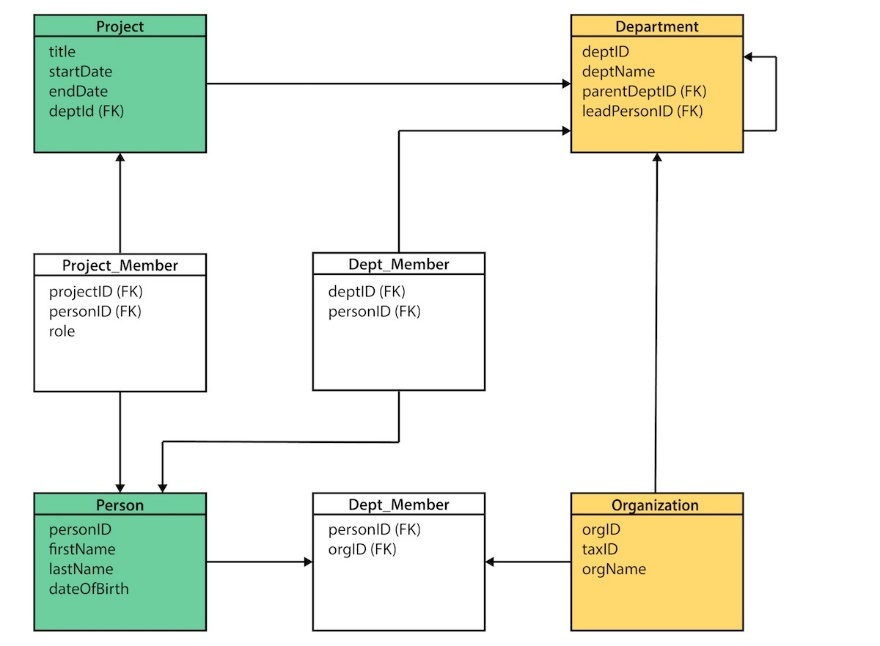 Project
title
startDate
endDate
deptId (FK)
Department
deptID
deptName
parentDeptID (FK)
leadPersonID (FK)
Project_Member
projectID (FK)
personID (FK)
role
Dept_Member
deptID (FK)
personID (FK)
Person
personID
firstName
lastName
dateOfBirth
Dept_Member
personID (FK)
orgID (FK)
Organization
orgID
taxID
orgName